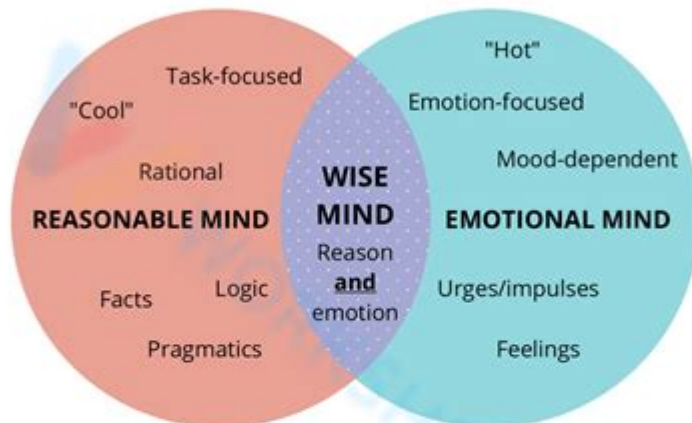 "Cool"
Task-focused
Rational
REASONABLE MIND
Facts
Logic
Pragmatics
WISE
MIND
Reason
and
emotion
"Hot"
Emotion-focused
Mood-dependent
EMOTIONAL MIND
Urges/impulses
Feelings